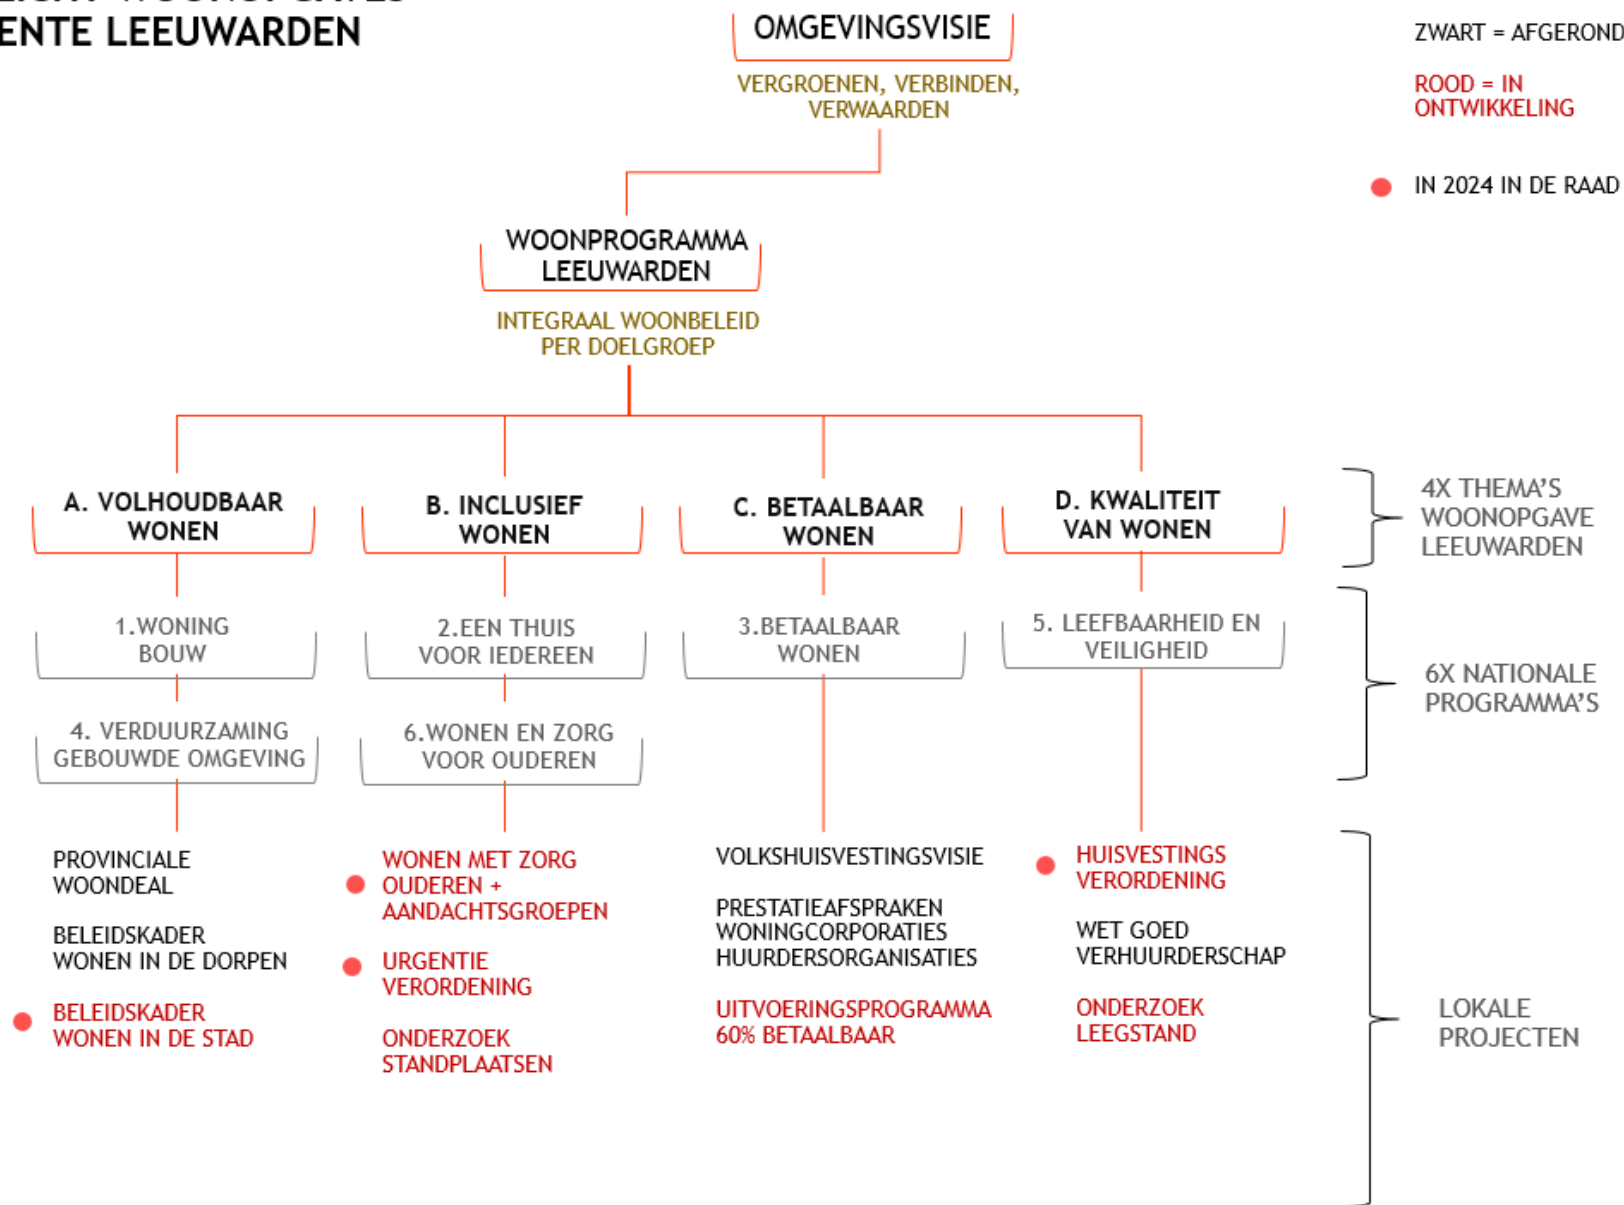 ENTE LEEUWARDEN
OMGEVINGSVISIE
VERGROENEN, VERBINDEN,
VERWAARDEN
ZWART = AFGEROND
ROOD = IN
ONTWIKKELING
IN 2024 IN DE RAAD
WOONPROGRAMMA
LEEUWARDEN
INTEGRAAL WOONBELEID
PER DOELGROEP
A. VOLHOUDBAAR
WONEN
B. INCLUSIEF
WONEN
C. BETAALBAAR
WONEN
D. KWALITEIT
VAN WONEN
4X THEMA'S
WOONOPGAVE
LEEUWARDEN
1.WONING
BOUW
2.EEN THUIS
VOOR IEDEREEN
3.BETAALBAAR
WONEN
5. LEEFBAARHEID EN
VEILIGHEID
4. VERDUURZAMING
GEBOUWDE OMGEVING
6.WONEN EN ZORG
VOOR OUDEREN
6X NATIONALE
PROGRAMMA'S
PROVINCIALE
WOONDEAL
BELEIDSKADER
WONEN IN DE DORPEN
BELEIDSKADER
WONEN IN DE STAD
WONEN MET ZORG
OUDEREN +
AANDACHTSGROEPEN
URGENTIE
VERORDENING
ONDERZOEK
STANDPLAATSEN
VOLKSHUISVESTINGSVISIE
PRESTATIEAFSPRAKEN
WONINGCORPORATIES
HUURDERSORGANISATIES
UITVOERINGSPROGRAMMA
60% BETAALBAAR
HUISVESTINGS
VERORDENING
WET GOED
VERHUURDERSCHAP
ONDERZOEK
LEEGSTAND
LOKALE
PROJECTEN